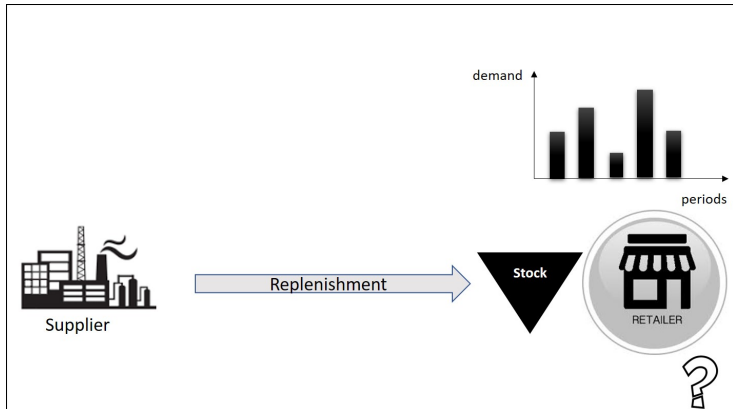 demand
periods
Stock
Replenishment
RETAILER
Supplier
?